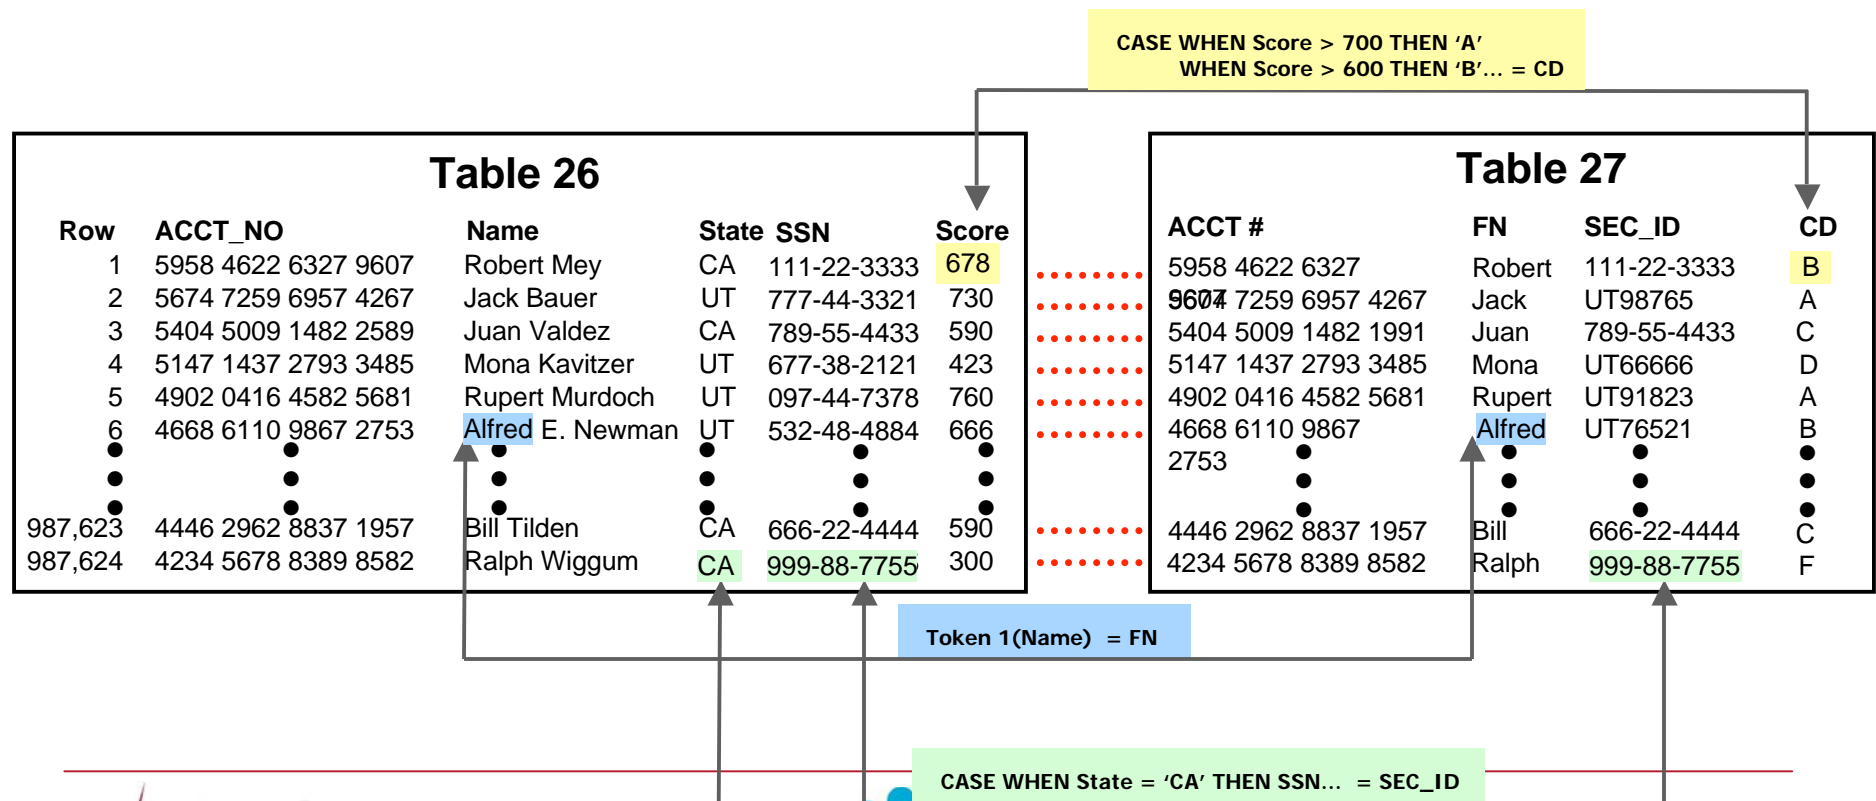 CASE WHEN Score > 700 THEN ‘A’
WHEN Score > 600 THEN ‘B’... = CD
Table 26
Row ACCT_NO Name State SSN Score
1 5958 4622 6327 9607 Robert Mey CA 111-22-3333 678
2 5674 7259 6957 4267 Jack Bauer UT 777-44-3321 730
3 5404 5009 1482 2589 Juan Valdez CA 789-55-4433 590
4 5147 1437 2793 3485 Mona Kavitzer UT 677-38-2121 423
5 4902 0416 4582 5681 Rupert Murdoch UT 097-44-7378 760
6 4668 6110 9867 2753 Alfred E. Newman UT 532-48-4884 666
987,623 4446 2962 8837 1957 Bill Tilden CA 666-22-4444 590
987,624 4234 5678 8389 8582 Ralph Wiggum CA 999-88-7755 300
Table 27
ACCT # FN SEC_ID CD
5958 4622 6327 Robert 111-22-3333 B
9607
5674 7259 6957 4267 Jack UT98765 A
5404 5009 1482 1991 Juan 789-55-4433 C
5147 1437 2793 3485 Mona UT66666 D
4902 0416 4582 5681 Rupert UT91823 A
4668 6110 9867 Alfred UT76521 B
2753
4446 2962 8837 1957 Bill 666-22-4444 C
4234 5678 8389 8582 Ralph 999-88-7755 F
Token 1(Name) = FN
CASE WHEN State = ‘CA’ THEN SSN... = SEC_ID